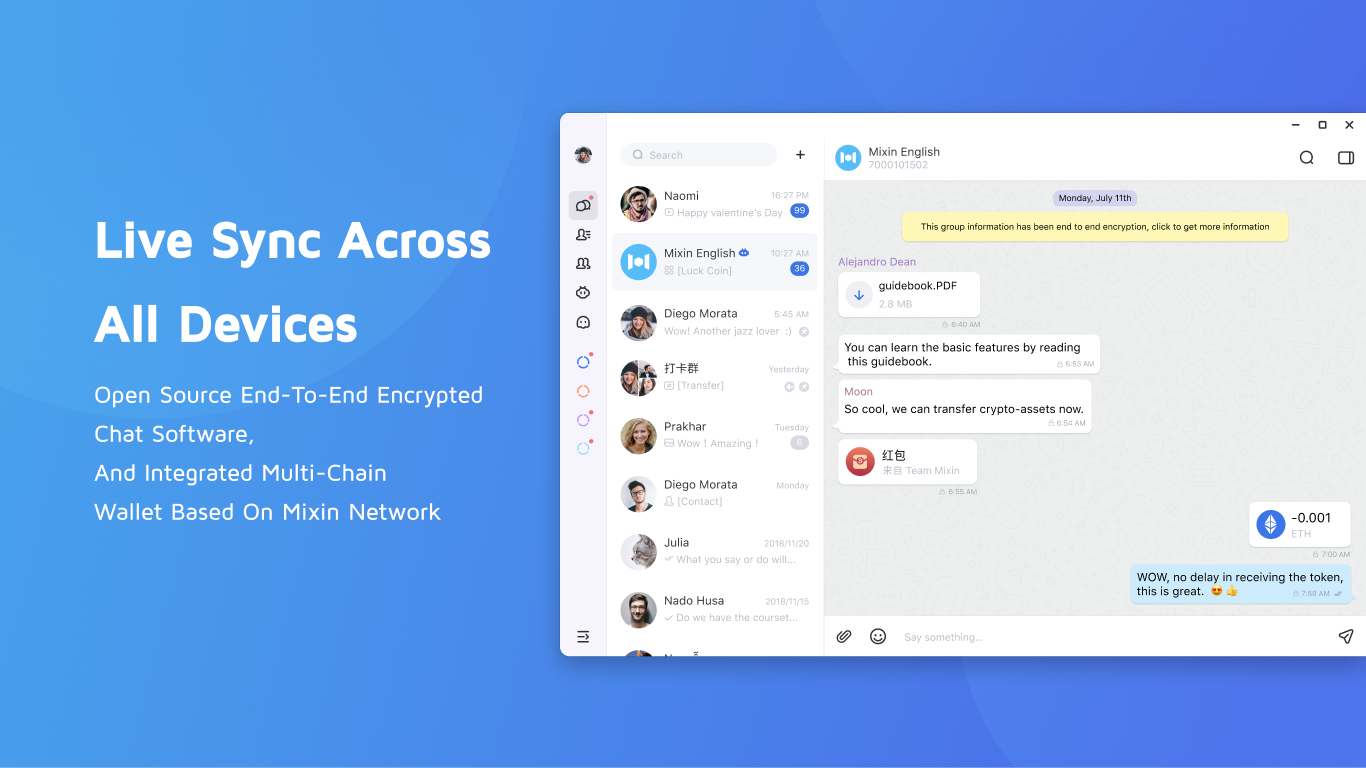 Live Sync Across
All Devices
Open Source End-To-End Encrypted
Chat Software,
And Integrated Multi-Chain
Wallet Based On Mixin Network
Search
Naomi
16:27 PM
Happy valentine's Day
99
Mixin English
10:27 AM
[Luck Coin]
36
Diego Morata
5:45 AM
Wow! Another jazz lover :)
打卡群
Yesterday
[Transfer]
Prakhar
Tuesday
Wow ! Amazing !
6
Diego Morata
Monday
[Contact]
Julia
2018/11/20
What you say or do will...
Nado Husa
2018/11/15
Do we have the courset...
Mixin English
7000101502
Monday, July 11th
This group information has been end to end encryption, click to get more information
Alejandro Dean
guidebook.PDF
2.8 MB
6:40 AM
You can learn the basic features by reading
this guidebook.
6:53 AM
Moon
So cool, we can transfer crypto-assets now.
6:54 AM
红包
来自 Team Mixin
6:55 AM
-0.001
ETH
7:00 AM
WOW, no delay in receiving the token,
this is great. 😍👍
7:58 AM
Say something...